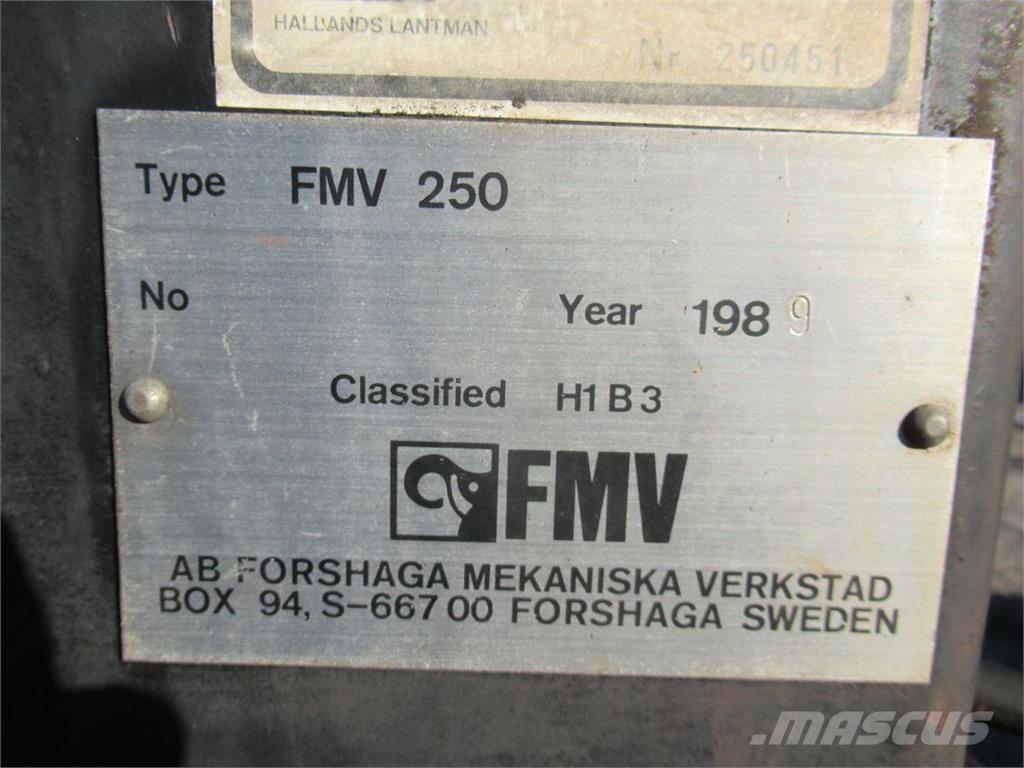 HALLANDS LANTMÄN
Nr 250451
Type FMV 250
No Year 1989
Classified H1 B 3
FMV
AB FORSHAGA MEKANISKA VERKSTAD
BOX 94, S-667 00 FORSHAGA SWEDEN
MASCUS